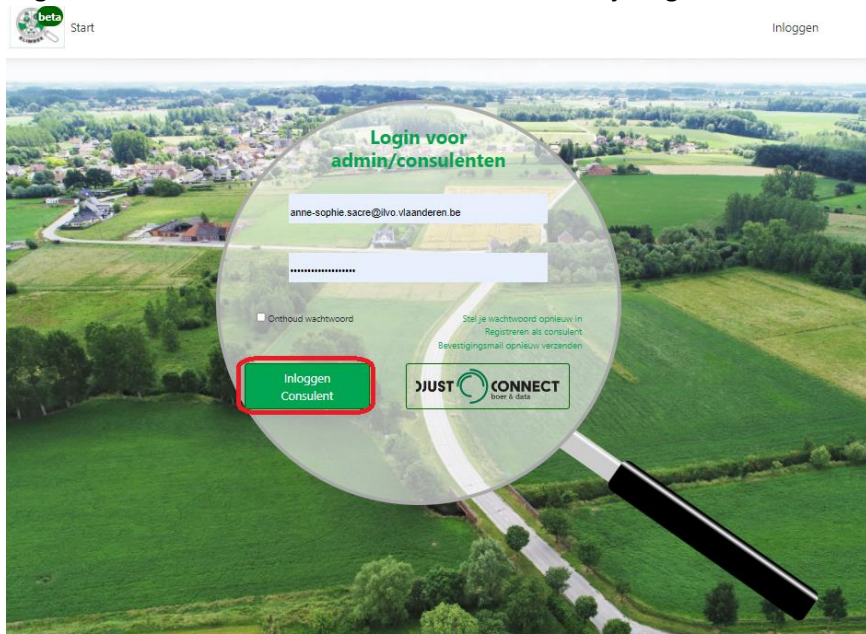 beta
Start
Inloggen
Login voor
admin/consulenten
anne-sophie.sacre@ilvo.vlaanderen.be
Onthoud wachtwoord
Stel je wachtwoord opnieuw in
Registreren als consulent
Bevestigingsmail opnieuw verzenden
Inloggen
Consulent
DJUST CONNECT
boer & data